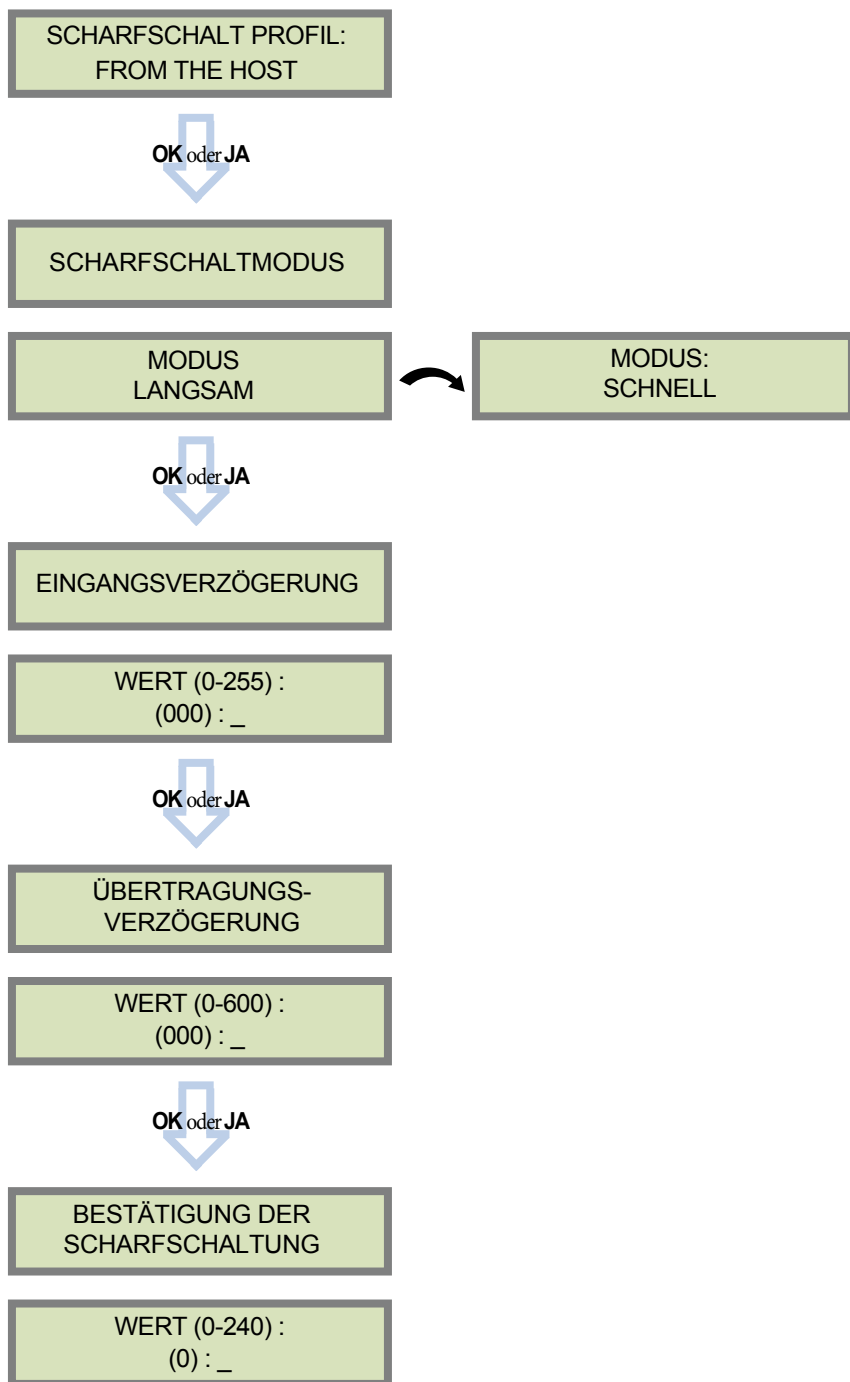 SCHARFSCHALT PROFIL:
FROM THE HOST
OK oder JA
SCHARFSCHALTMODUS
MODUS
LANGSAM
MODUS:
SCHNELL
OK oder JA
EINGANGSVERZÖGERUNG
WERT (0-255) :
(000) : _
OK oder JA
ÜBERTRAGUNGS-
VERZÖGERUNG
WERT (0-600) :
(000) : _
OK oder JA
BESTÄTIGUNG DER
SCHARFSCHALTUNG
WERT (0-240) :
(0) : _